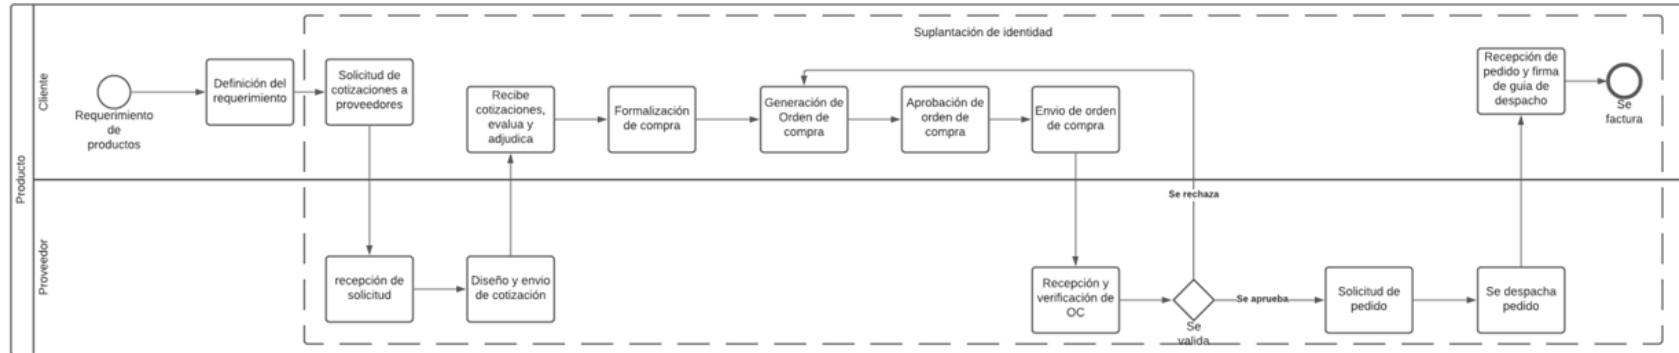 Producto
Cliente
Proveedor
Suplantación de identidad
Requerimiento
de
productos
Definición del
requerimiento
Solicitud de
cotizaciones a
proveedores
recepción de
solicitud
Diseño y envio
de cotización
Recibe
cotizaciones,
evalua y
adjudica
Formalización
de compra
Generación de
Orden de
compra
Aprobación de
orden de
compra
Envio de orden
de compra
Recepción y
verificación de
OC
Se
valida
Se rechaza
Se aprueba
Solicitud de
pedido
Se despacha
pedido
Recepción de
pedido y firma
de guia de
despacho
Se
factura